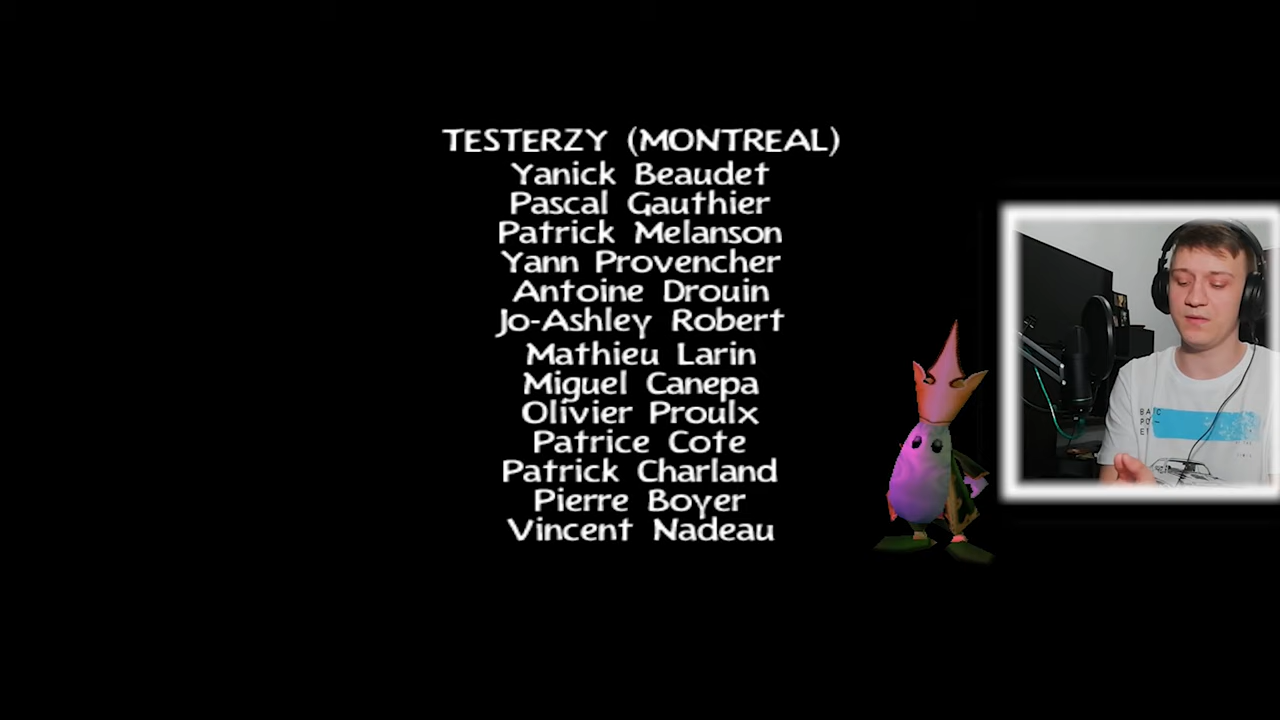 TESTERZY (MONTREAL)
Yanick Beaudet
Pascal Gauthier
Patrick Melanson
Yann Provencher
Antoine Drouin
Jo-Ashley Robert
Mathieu Larin
Miguel Canepa
Olivier Proulx
Patrice Cote
Patrick Charland
Pierre Boyer
Vincent Nadeau